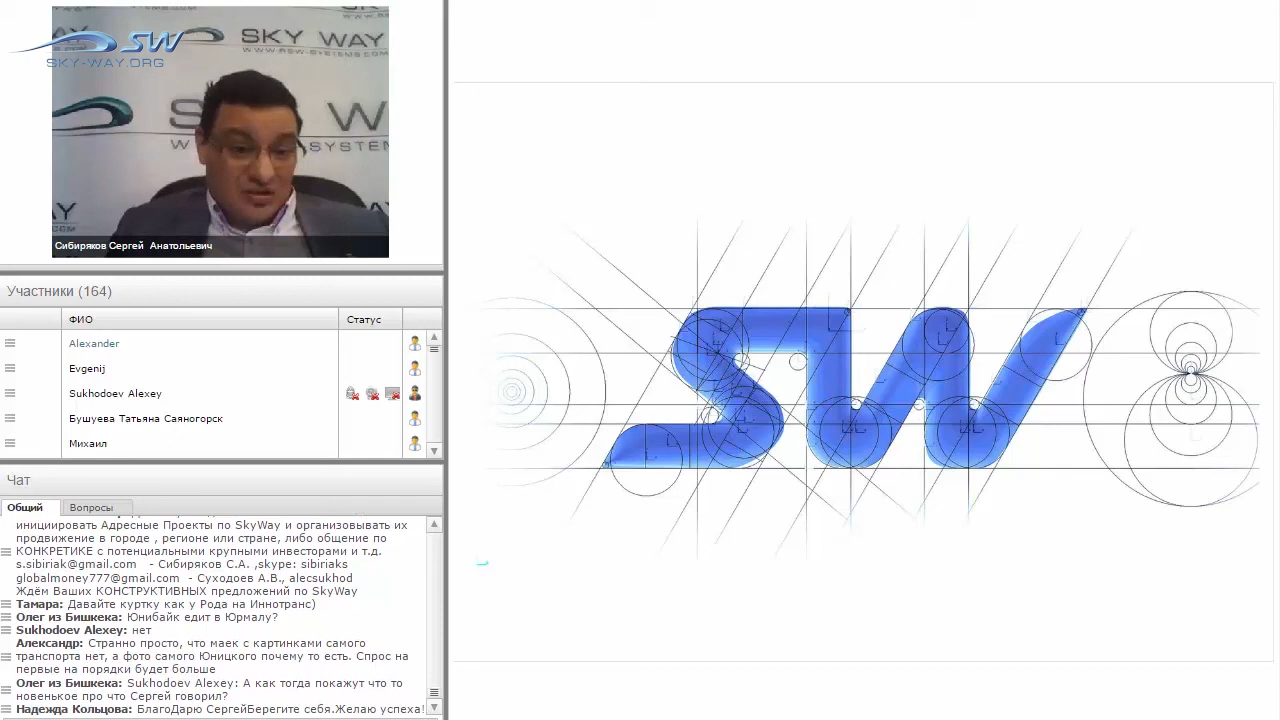 SW
SKY-WAY.ORG
SKY WAY
WWW.RSW-SYSTEMS.COM
SK
W
SYSTEM
WAY
Сибиряков Сергей Анатольевич
Участники (164)
ФИО
Статус
Alexander
Evgenij
Sukhodoev Alexey
Бушуева Татьяна Саяногорск
Михаил
Чат
Общий
Вопросы
инициировать Адресные Проекты по SkyWay и организовывать их
продвижение в городе , регионе или стране, либо общение по
КОНКРЕТИКЕ с потенциальными крупными инвесторами и т.д.
s.sibiriak@gmail.com - Сибиряков С.А. ,skype: sibiriaks
globalmoney777@gmail.com - Суходоев А.В., alecsukhod
Ждём Ваших КОНСТРУКТИВНЫХ предложений по SkyWay
Тамара: Давайте куртку как у Рода на Иннотранс)
Олег из Бишкека: Юнибайк едит в Юрмалу?
Sukhodoev Alexey: нет
Александр: Странно просто, что маек с картинками самого
транспорта нет, а фото самого Юницкого почему то есть. Спрос на
первые на порядки будет больше
Олег из Бишкека: Sukhodoev Alexey: А как тогда покажут что то
новенькое про что Сергей говорил?
Надежда Кольцова: БлагоДарю СергейБерегите себя.Желаю успеха!
SW